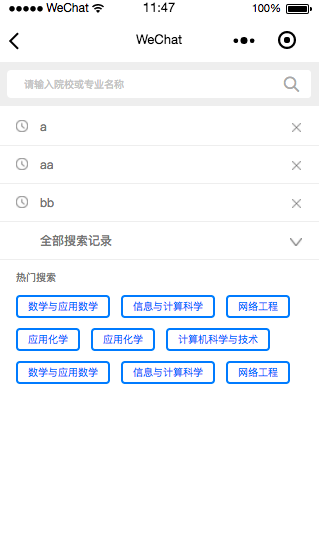 WeChat 11:47 100%
WeChat
请输入院校或专业名称
a
aa
bb
全部搜索记录
热门搜索
数学与应用数学 信息与计算科学 网络工程
应用化学 应用化学 计算机科学与技术
数学与应用数学 信息与计算科学 网络工程